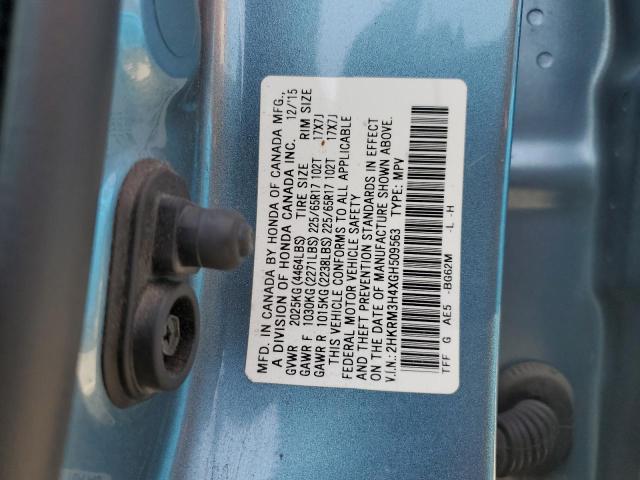 MFD. IN CANADA BY HONDA OF CANADA MFG.,
A DIVISION OF HONDA CANADA INC. 12/'15
GVWR 2025KG (4464LBS) TIRE SIZE RIM SIZE
GAWR F 1030KG (2271LBS) 225/65R17 102T 17X7J
GAWR R 1015KG (2238LBS) 225/65R17 102T 17X7J
THIS VEHICLE CONFORMS TO ALL APPLICABLE
FEDERAL MOTOR VEHICLE SAFETY
AND THEFT PREVENTION STANDARDS IN EFFECT
ON THE DATE OF MANUFACTURE SHOWN ABOVE.
V.I.N.:2HKRM3H4XGH509563 TYPE: MPV
TFF G AE5 -BG62M -L -H